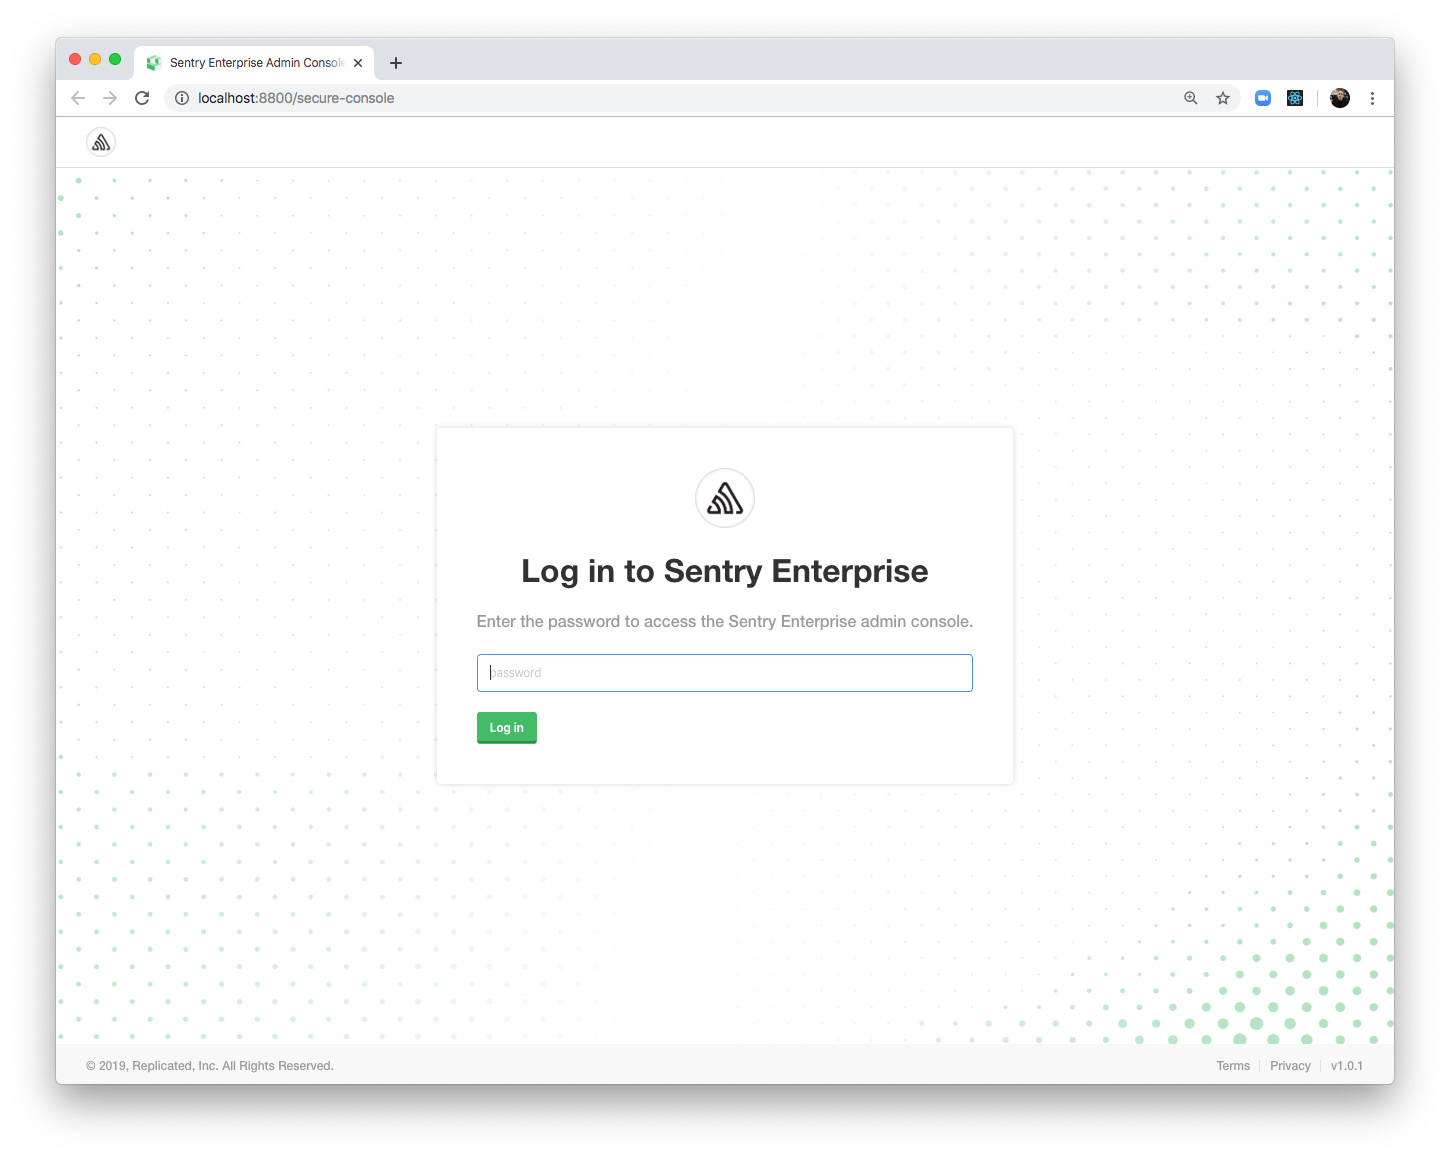 Sentry Enterprise Admin Console
localhost:8800/secure-console
Log in to Sentry Enterprise
Enter the password to access the Sentry Enterprise admin console.
password
Log in
© 2019, Replicated, Inc. All Rights Reserved.
Terms
Privacy
v1.0.1